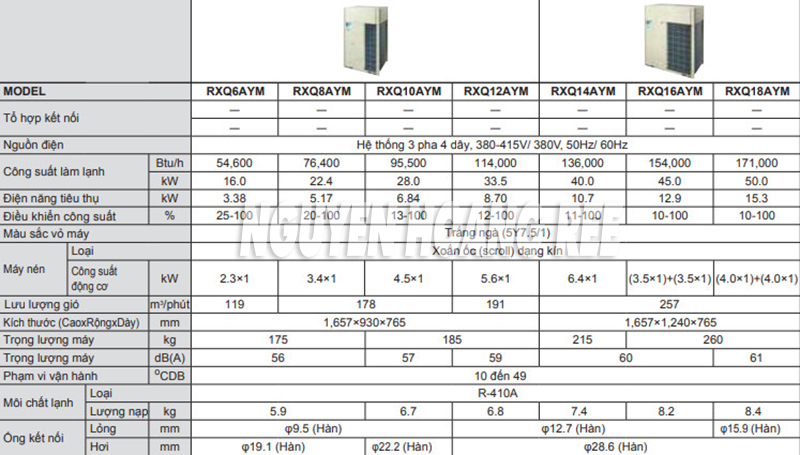 MODEL RXQ6AYM RXQ8AYM RXQ10AYM RXQ12AYM RXQ14AYM RXQ16AYM RXQ18AYM
Tổ hợp kết nối — — — — — — —
— — — — — — —
Nguồn điện Hệ thống 3 pha 4 dây, 380-415V/ 380V, 50Hz/ 60Hz
Công suất làm lạnh Btu/h 54,600 76,400 95,500 114,000 136,000 154,000 171,000
kW 16.0 22.4 28.0 33.5 40.0 45.0 50.0
Điện năng tiêu thụ kW 3.38 5.17 6.84 8.70 10.7 12.9 15.3
Điều khiển công suất % 25-100 20-100 13-100 12-100 11-100 10-100 10-100
NGUYEN HOANG REE
Màu sắc vỏ máy Trắng ngà (5Y7.5/1)
Máy nén Loại Xoắn ốc (scroll) dạng kín
Công suất động cơ kW 2.3×1 3.4×1 4.5×1 5.6×1 6.4×1 (3.5×1)+(3.5×1) (4.0×1)+(4.0×1)
Lưu lượng gió m³/phút 119 178 191 257
Kích thước (CaoxRộngxDày) mm 1,657×930×765 1,657×1,240×765
Trọng lượng máy kg 175 185 215 260
Trọng lượng máy dB(A) 56 57 59 60 61
Phạm vi vận hành °CDB 10 đến 49
Môi chất lạnh Loại R-410A
Lượng nạp kg 5.9 6.7 6.8 7.4 8.2 8.4
Ống kết nối Lỏng mm φ9.5 (Hàn) φ12.7 (Hàn) φ15.9 (Hàn)
Hơi mm φ19.1 (Hàn) φ22.2 (Hàn) φ28.6 (Hàn)